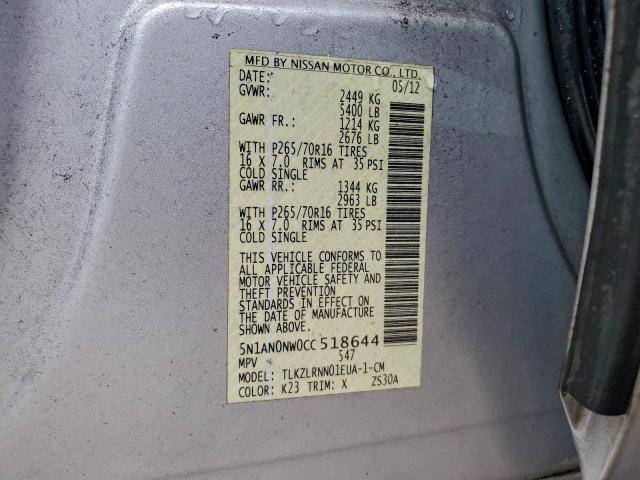 MFD BY NISSAN MOTOR CO., LTD.
DATE: 05/12
GVWR: 2449 KG
5400 LB
GAWR FR.: 1214 KG
2676 LB
WITH P265/70R16 TIRES
16 X 7.0 RIMS AT 35 PSI
COLD SINGLE
GAWR RR.: 1344 KG
2963 LB
WITH P265/70R16 TIRES
16 X 7.0 RIMS AT 35 PSI
COLD SINGLE
THIS VEHICLE CONFORMS TO
ALL APPLICABLE FEDERAL
MOTOR VEHICLE SAFETY AND
THEFT PREVENTION
STANDARDS IN EFFECT ON
THE DATE OF MANUFACTURE
SHOWN ABOVE.
5N1AN0NW0CC518644
MPV 547
MODEL: TLKZLRNN01EUA-1-CM
COLOR: K23 TRIM: X ZS30A